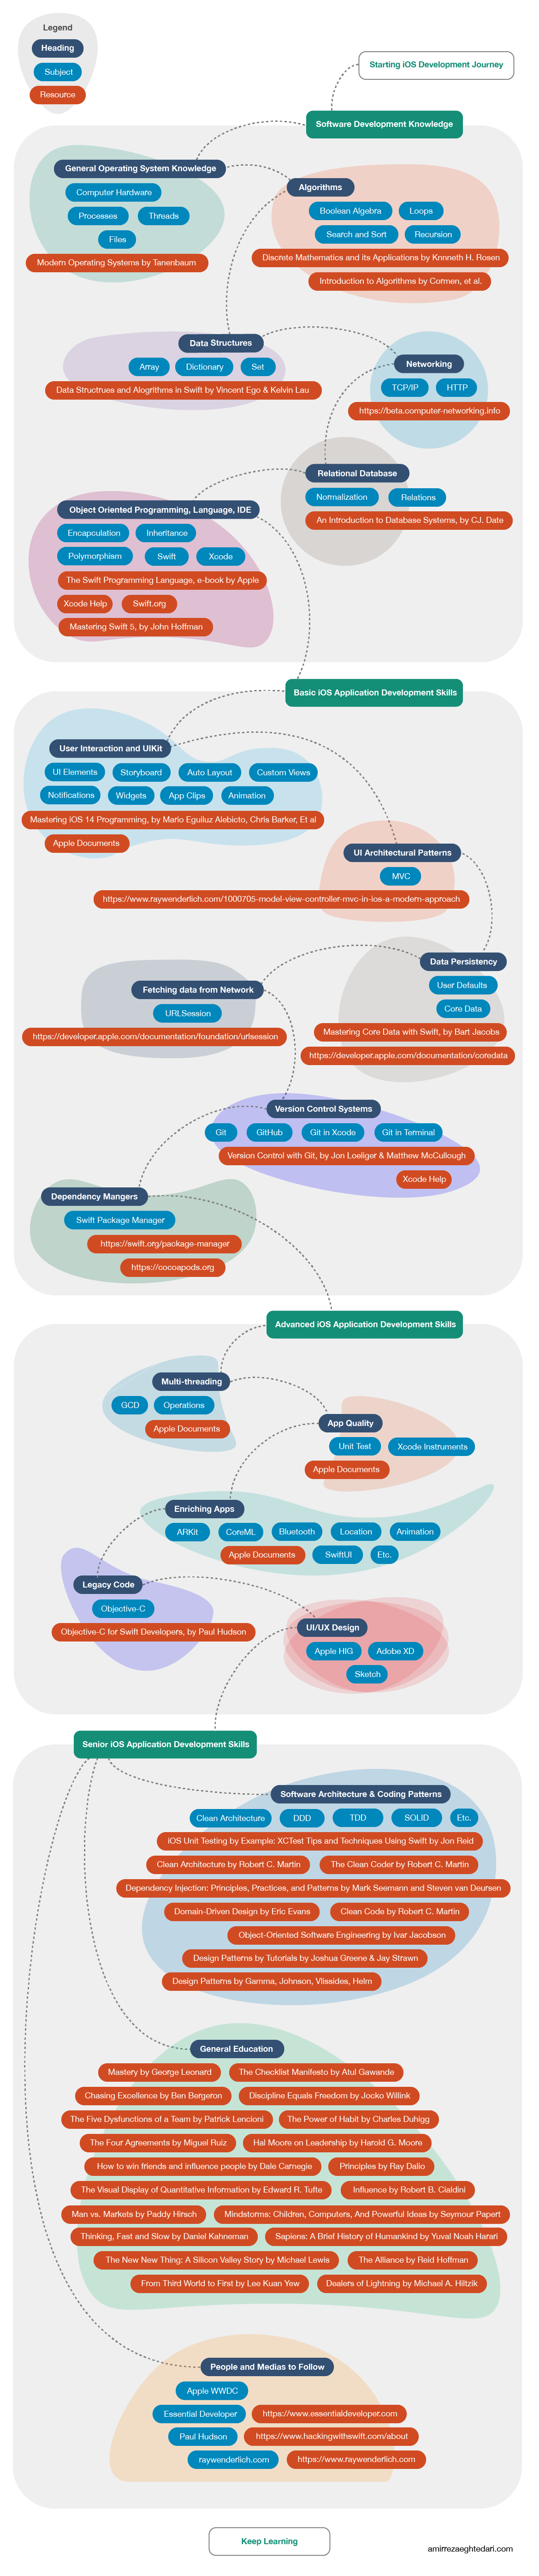 Legend
Heading
Subject
Resource
Starting iOS Development Journey
Software Development Knowledge
General Operating System Knowledge
Computer Hardware
Processes Threads
Files
Modern Operating Systems by Tanenbaum
Algorithms
Boolean Algebra Loops
Search and Sort Recursion
Discrete Mathematics and its Applications by Knnneth H. Rosen
Introduction to Algorithms by Cormen, et al.
Data Structures
Array Dictionary Set
Data Structrues and Alogrithms in Swift by Vincent Ego & Kelvin Lau
Networking
TCP/IP HTTP
https://beta.computer-networking.info
Relational Database
Normalization Relations
An Introduction to Database Systems, by CJ. Date
Object Oriented Programming, Language, IDE
Encapculation Inheritance
Polymorphism Swift Xcode
The Swift Programming Language, e-book by Apple
Xcode Help Swift.org
Mastering Swift 5, by John Hoffman
Basic iOS Application Development Skills
User Interaction and UIKit
UI Elements Storyboard Auto Layout Custom Views
Notifications Widgets App Clips Animation
Mastering iOS 14 Programming, by Mario Eguiluz Alebicto, Chris Barker, Et al
Apple Documents
UI Architectural Patterns
MVC
https://www.raywenderlich.com/1000705-model-view-controller-mvc-in-ios-a-modern-approach
Data Persistency
User Defaults
Core Data
Mastering Core Data with Swift, by Bart Jacobs
https://developer.apple.com/documentation/coredata
Fetching data from Network
URLSession
https://developer.apple.com/documentation/foundation/urlsession
Version Control Systems
Git GitHub Git in Xcode Git in Terminal
Version Control with Git, by Jon Loeliger & Matthew McCullough
Xcode Help
Dependency Mangers
Swift Package Manager
https://swift.org/package-manager
https://cocoapods.org
Advanced iOS Application Development Skills
Multi-threading
GCD Operations
Apple Documents
App Quality
Unit Test Xcode Instruments
Apple Documents
Enriching Apps
ARKit CoreML Bluetooth Location Animation
Apple Documents SwiftUI Etc.
Legacy Code
Objective-C
Objective-C for Swift Developers, by Paul Hudson
UI/UX Design
Apple HIG Adobe XD
Sketch
Senior iOS Application Development Skills
Software Architecture & Coding Patterns
Clean Architecture DDD TDD SOLID Etc.
iOS Unit Testing by Example: XCTest Tips and Techniques Using Swift by Jon Reid
Clean Architecture by Robert C. Martin The Clean Coder by Robert C. Martin
Dependency Injection: Principles, Practices, and Patterns by Mark Seemann and Steven van Deursen
Domain-Driven Design by Eric Evans Clean Code by Robert C. Martin
Object-Oriented Software Engineering by Ivar Jacobson
Design Patterns by Tutorials by Joshua Greene & Jay Strawn
Design Patterns by Gamma, Johnson, Vlissides, Helm
General Education
Mastery by George Leonard The Checklist Manifesto by Atul Gawande
Chasing Excellence by Ben Bergeron Discipline Equals Freedom by Jocko Willink
The Five Dysfunctions of a Team by Patrick Lencioni The Power of Habit by Charles Duhigg
The Four Agreements by Miguel Ruiz Hal Moore on Leadership by Harold G. Moore
How to win friends and influence people by Dale Carnegie Principles by Ray Dalio
The Visual Display of Quantitative Information by Edward R. Tufte Influence by Robert B. Cialdini
Man vs. Markets by Paddy Hirsch Mindstorms: Children, Computers, And Powerful Ideas by Seymour Papert
Thinking, Fast and Slow by Daniel Kahneman Sapiens: A Brief History of Humankind by Yuval Noah Harari
The New New Thing: A Silicon Valley Story by Michael Lewis The Alliance by Reid Hoffman
From Third World to First by Lee Kuan Yew Dealers of Lightning by Michael A. Hiltzik
People and Medias to Follow
Apple WWDC
Essential Developer https://www.essentialdeveloper.com
Paul Hudson https://www.hackingwithswift.com/about
raywenderlich.com https://www.raywenderlich.com
Keep Learning
amirrezaeghtedari.com